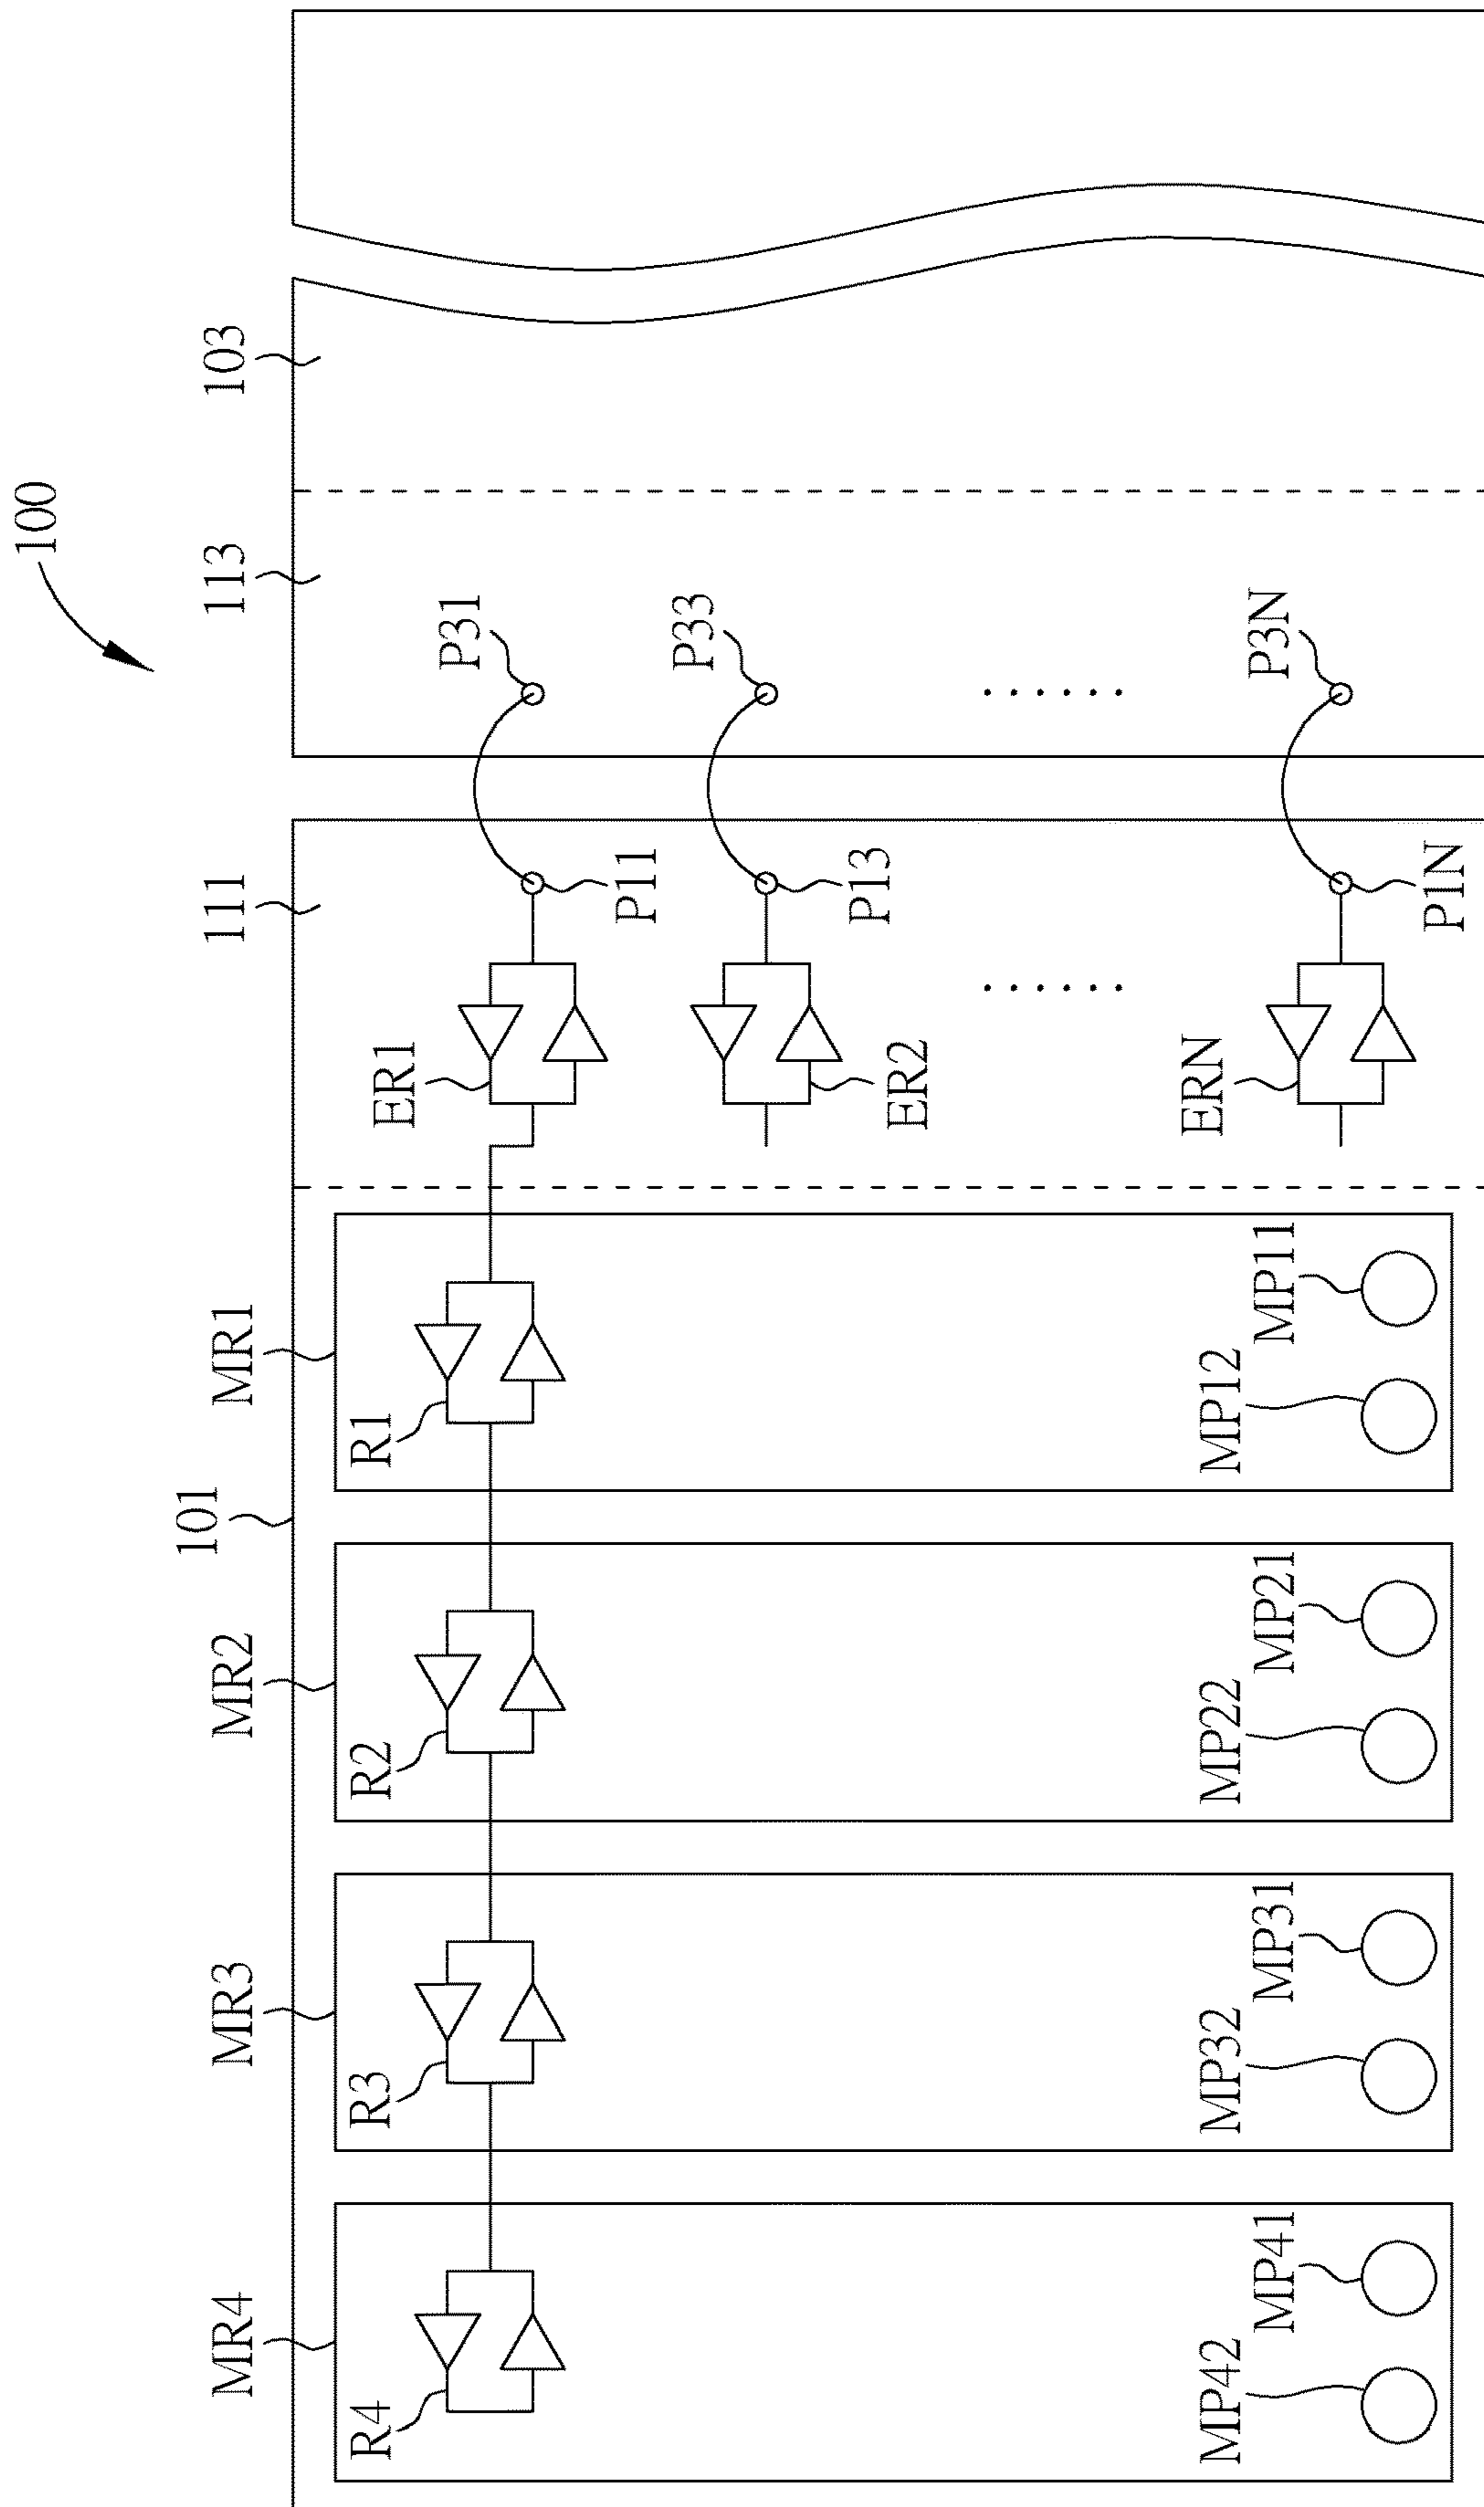 100
101
111
113
103
MR4
MR3
MR2
MR1
R4
R3
R2
R1
ER1
P31
P11
P33
P13
ER2
MP42
MP41
MP32
MP31
MP22
MP21
MP12
MP11
ERN
P3N
P1N
......
......